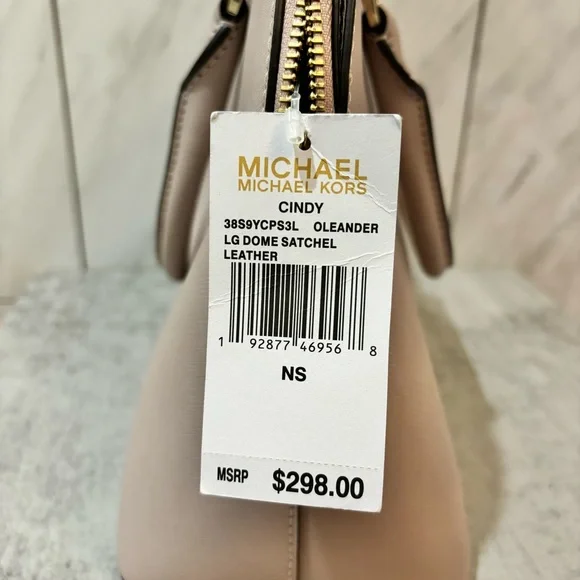 MICHAEL
MICHAEL KORS
CINDY
38S9YCPS3L OLEANDER
LG DOME SATCHEL
LEATHER
1 92877 46956 8
NS
MSRP $298.00